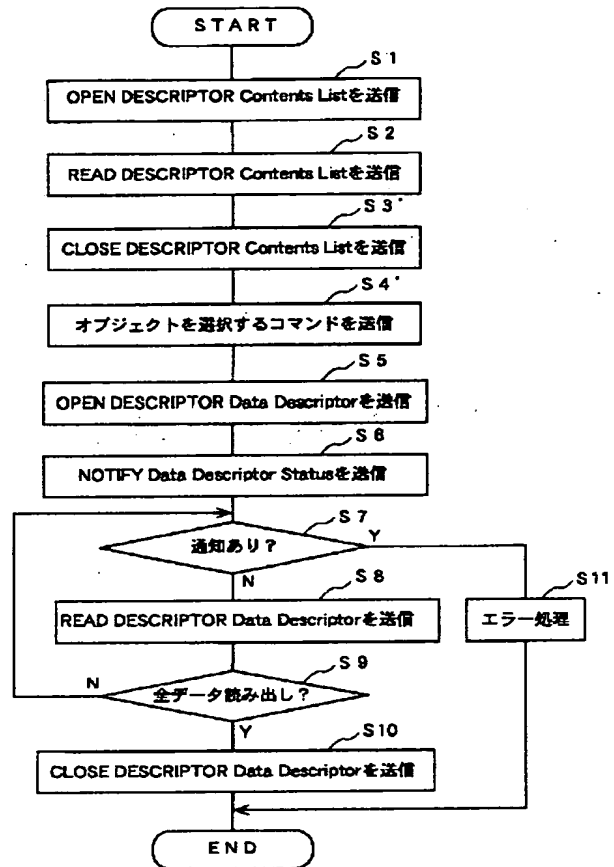 START
S1
OPEN DESCRIPTOR Contents Listを送信
S2
READ DESCRIPTOR Contents Listを送信
S3
CLOSE DESCRIPTOR Contents Listを送信
S4
オブジェクトを選択するコマンドを送信
S5
OPEN DESCRIPTOR Data Descriptorを送信
S6
NOTIFY Data Descriptor Statusを送信
S7
通知あり？
Y
N
S8
READ DESCRIPTOR Data Descriptorを送信
S11
エラー処理
S9
全データ読み出し？
N
Y
S10
CLOSE DESCRIPTOR Data Descriptorを送信
END